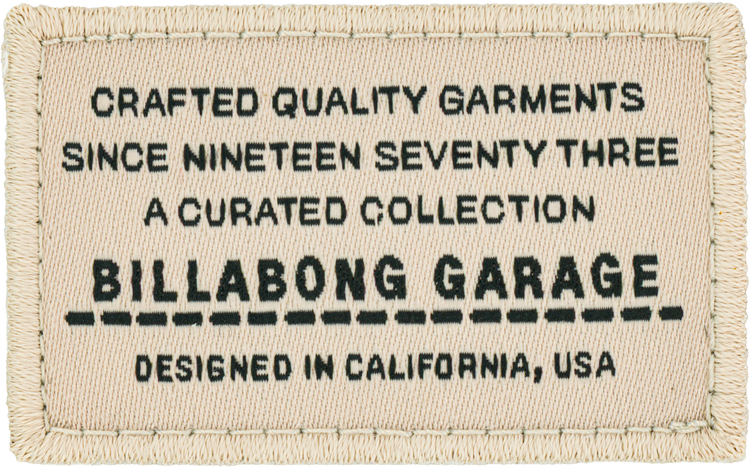 CRAFTED QUALITY GARMENTS
SINCE NINETEEN SEVENTY THREE
A CURATED COLLECTION
BILLABONG GARAGE
DESIGNED IN CALIFORNIA, USA